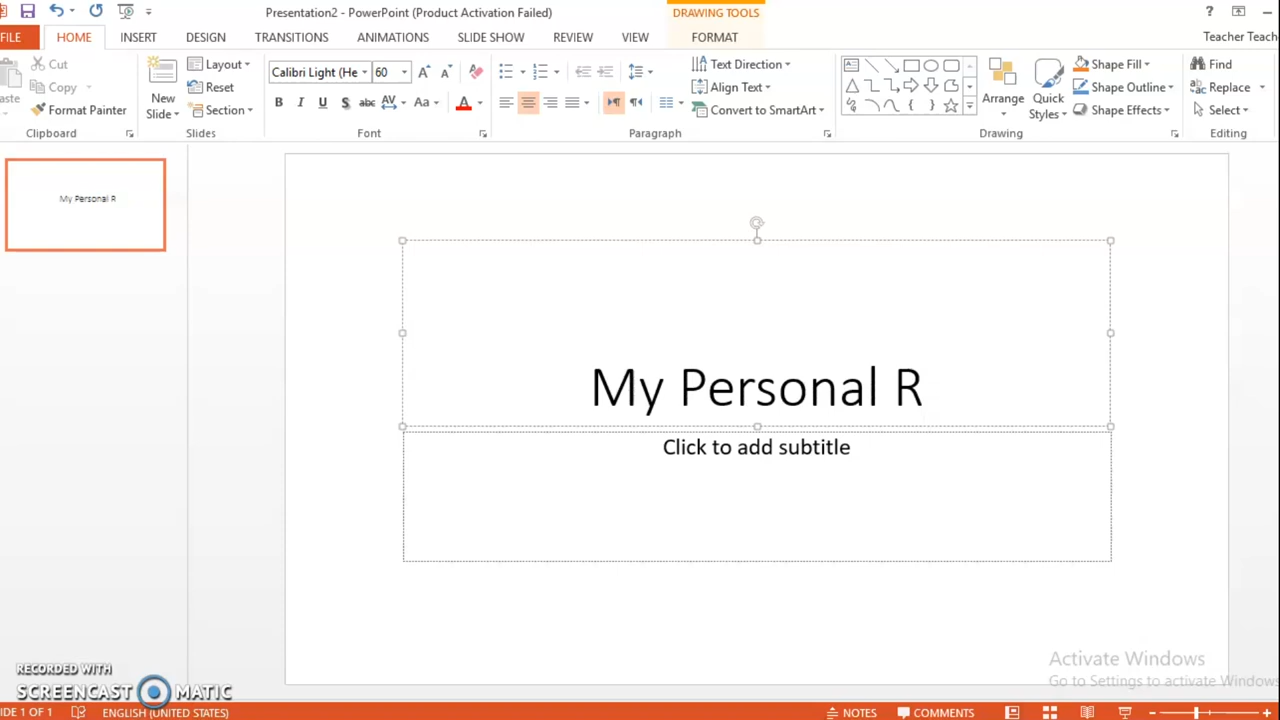 Presentation2 - PowerPoint (Product Activation Failed)
DRAWING TOOLS
?
FILE
HOME
INSERT
DESIGN
TRANSITIONS
ANIMATIONS
SLIDE SHOW
REVIEW
VIEW
FORMAT
Teacher Teach
Cut
Copy
Format Painter
aste
Clipboard
New
Slide
Layout
Reset
Section
Slides
Calibri Light (He
60
B I U S abc AV Aa A
Font
Text Direction
Align Text
Convert to SmartArt
Paragraph
Arrange
Quick
Styles
Shape Fill
Shape Outline
Shape Effects
Drawing
Find
Replace
Select
Editing
My Personal R
My Personal R
Click to add subtitle
Activate Windows
Go to Settings to activate Windows
RECORDED WITH
SCREENCAST MATIC
IDE 1 OF 1
ENGLISH (UNITED STATES)
NOTES
COMMENTS